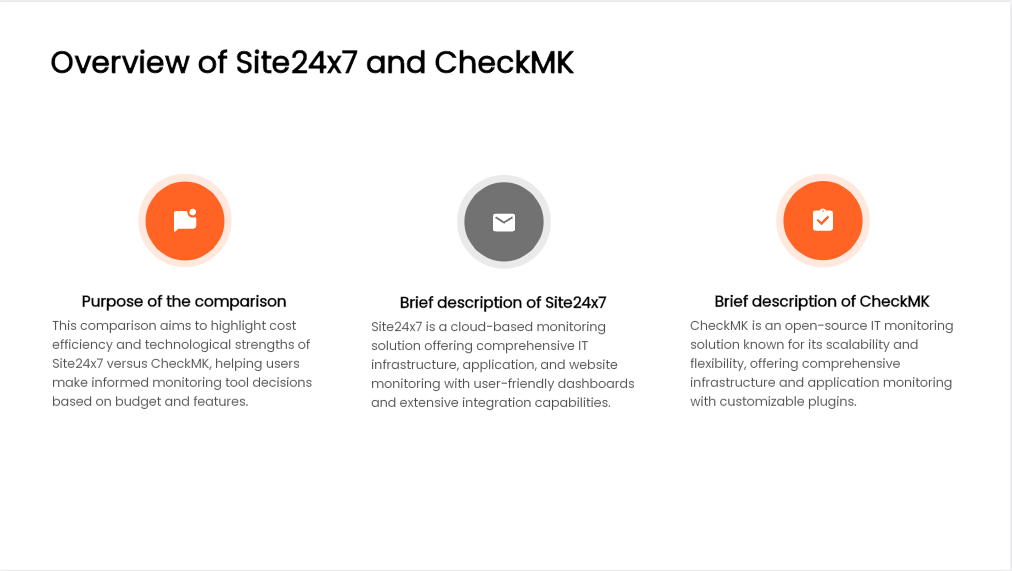 Overview of Site24x7 and CheckMK
Purpose of the comparison
This comparison aims to highlight cost
efficiency and technological strengths of
Site24x7 versus CheckMK, helping users
make informed monitoring tool decisions
based on budget and features.
Brief description of Site24x7
Site24x7 is a cloud-based monitoring
solution offering comprehensive IT
infrastructure, application, and website
monitoring with user-friendly dashboards
and extensive integration capabilities.
Brief description of CheckMK
CheckMK is an open-source IT monitoring
solution known for its scalability and
flexibility, offering comprehensive
infrastructure and application monitoring
with customizable plugins.